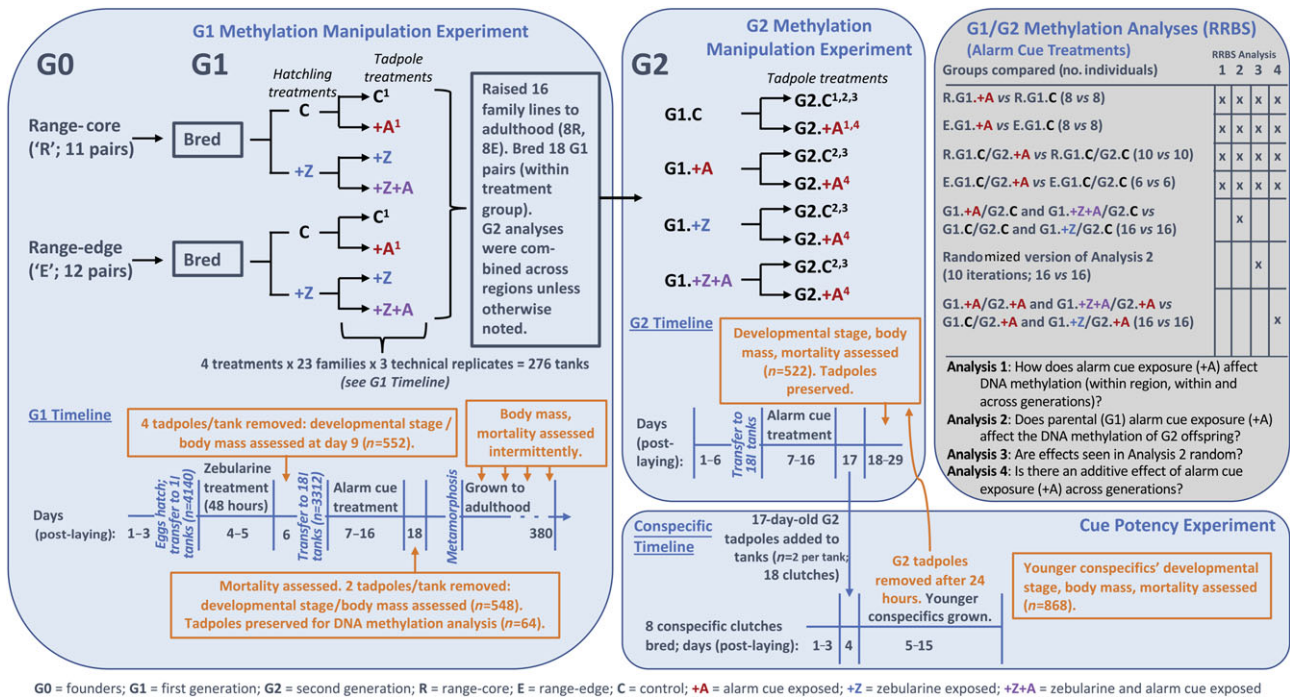 G1 Methylation Manipulation Experiment
G0
G1
Hatchling
treatments
Tadpole
treatments
Range-core
('R'; 11 pairs)
Bred
C
C1
+A1
+Z
+Z
+Z+A
Range-edge
('E'; 12 pairs)
Bred
C
C1
+A1
+Z
+Z
+Z+A
Raised 16
family lines to
adulthood (8R,
8E). Bred 18 G1
pairs (within
treatment
group).
G2 analyses
were com-
bined across
regions unless
otherwise
noted.
4 treatments x 23 families x 3 technical replicates = 276 tanks
(see G1 Timeline)
G1 Timeline
4 tadpoles/tank removed: developmental stage/
body mass assessed at day 9 (n=552).
Body mass,
mortality assessed
intermittently.
Days
(post-laying):
1–3
Eggs hatch;
transfer to 1l
tanks (n=4140)
Zebularine
treatment
(48 hours)
4–5
6
Transfer to 18l
tanks (n=3312)
Alarm cue
treatment
7–16
18
Metamorphosis
Grown to
adulthood
380
Mortality assessed. 2 tadpoles/tank removed:
developmental stage/body mass assessed (n=548).
Tadpoles preserved for DNA methylation analysis (n=64).
G2 Methylation
Manipulation Experiment
G2
Tadpole treatments
G1.C
G2.C1,2,3
G2.+A1,4
G1.+A
G2.C2,3
G2.+A4
G1.+Z
G2.C2,3
G2.+A4
G1.+Z+A
G2.C2,3
G2.+A4
G2 Timeline
Developmental stage, body
mass, mortality assessed
(n=522). Tadpoles
preserved.
Days
(post-
laying):
1–6
Transfer to
18l tanks
Alarm cue
treatment
7–16
17
18–29
G1/G2 Methylation Analyses (RRBS)
(Alarm Cue Treatments)
RRBS Analysis
Groups compared (no. individuals)
1 2 3 4
R.G1.+A vs R.G1.C (8 vs 8)
x x x x
E.G1.+A vs E.G1.C (8 vs 8)
x x x x
R.G1.C/G2.+A vs R.G1.C/G2.C (10 vs 10)
x x x x
E.G1.C/G2.+A vs E.G1.C/G2.C (6 vs 6)
x x x x
G1.+A/G2.C and G1.+Z+A/G2.C vs
G1.C/G2.C and G1.+Z/G2.C (16 vs 16)
x
Randomized version of Analysis 2
(10 iterations; 16 vs 16)
x
G1.+A/G2.+A and G1.+Z+A/G2.+A vs
G1.C/G2.+A and G1.+Z/G2.+A (16 vs 16)
x
Analysis 1: How does alarm cue exposure (+A) affect
DNA methylation (within region, within and
across generations)?
Analysis 2: Does parental (G1) alarm cue exposure (+A)
affect the DNA methylation of G2 offspring?
Analysis 3: Are effects seen in Analysis 2 random?
Analysis 4: Is there an additive effect of alarm cue
exposure (+A) across generations?
Conspecific
Timeline
Cue Potency Experiment
17-day-old G2
tadpoles added to
tanks (n=2 per tank;
18 clutches)
G2 tadpoles
removed after 24
hours. Younger
conspecifics grown.
Younger conspecifics' developmental
stage, body mass, mortality assessed
(n=868).
8 conspecific clutches
bred; days (post-laying):
1–3
4
5–15
G0 = founders; G1 = first generation; G2 = second generation; R = range-core; E = range-edge; C = control; +A = alarm cue exposed; +Z = zebularine exposed; +Z+A = zebularine and alarm cue exposed